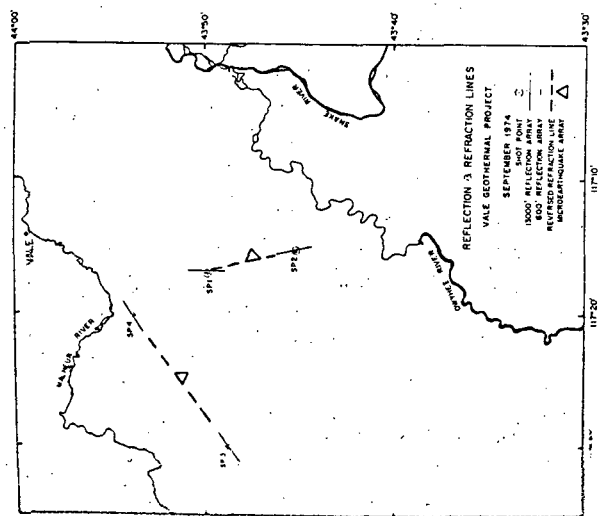 44°00'
43°50'
43°40'
43°30'
VALE
MALHEUR RIVER
SNAKE RIVER
OWYHEE RIVER
SP1
SP2
SP3
SP4
117°10'
117°20'
REFLECTION & REFRACTION LINES
VALE GEOTHERMAL PROJECT
SEPTEMBER 1974
SHOT POINT
13000' REFLECTION ARRAY
600' REFLECTION ARRAY
REVERSED REFRACTION LINE
MICROEARTHQUAKE ARRAY